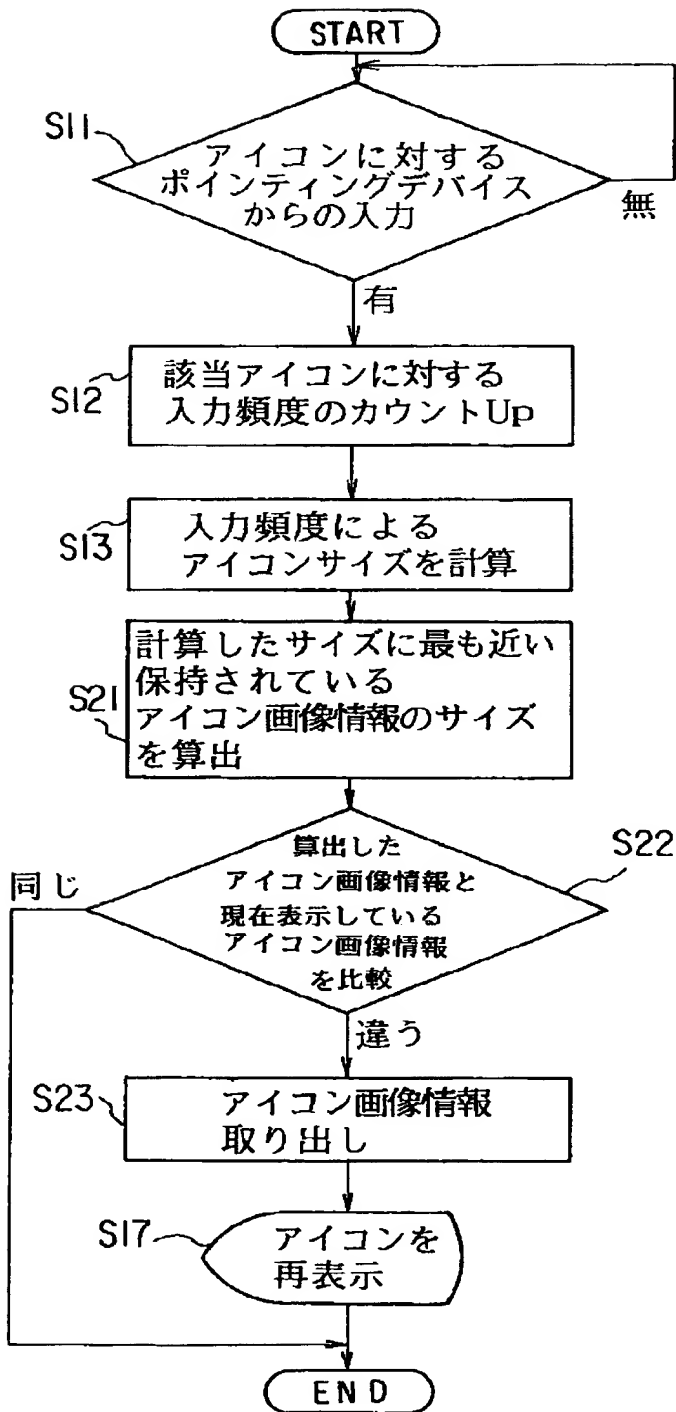 START
S11
アイコンに対する
ポインティングデバイス
からの入力
無
有
S12
該当アイコンに対する
入力頻度のカウントUp
S13
入力頻度による
アイコンサイズを計算
S21
計算したサイズに最も近い
保持されている
アイコン画像情報のサイズ
を算出
S22
算出した
アイコン画像情報と
現在表示している
アイコン画像情報
を比較
同じ
違う
S23
アイコン画像情報
取り出し
S17
アイコンを
再表示
END